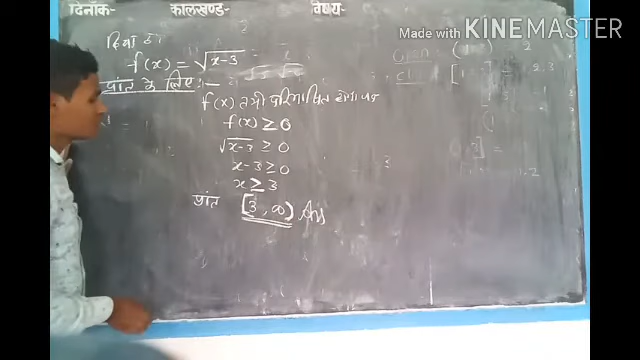 दिनाँक- कालखण्ड- विषय-
Made with KINEMASTER
दिया है
f(x) = √x-3
प्रांत के लिए:-
f(x) तभी परिभाषित होगा जब
f(x) ≥ 0
√x-3 ≥ 0
x-3 ≥ 0
x ≥ 3
प्रांत [3, ∞) Ans